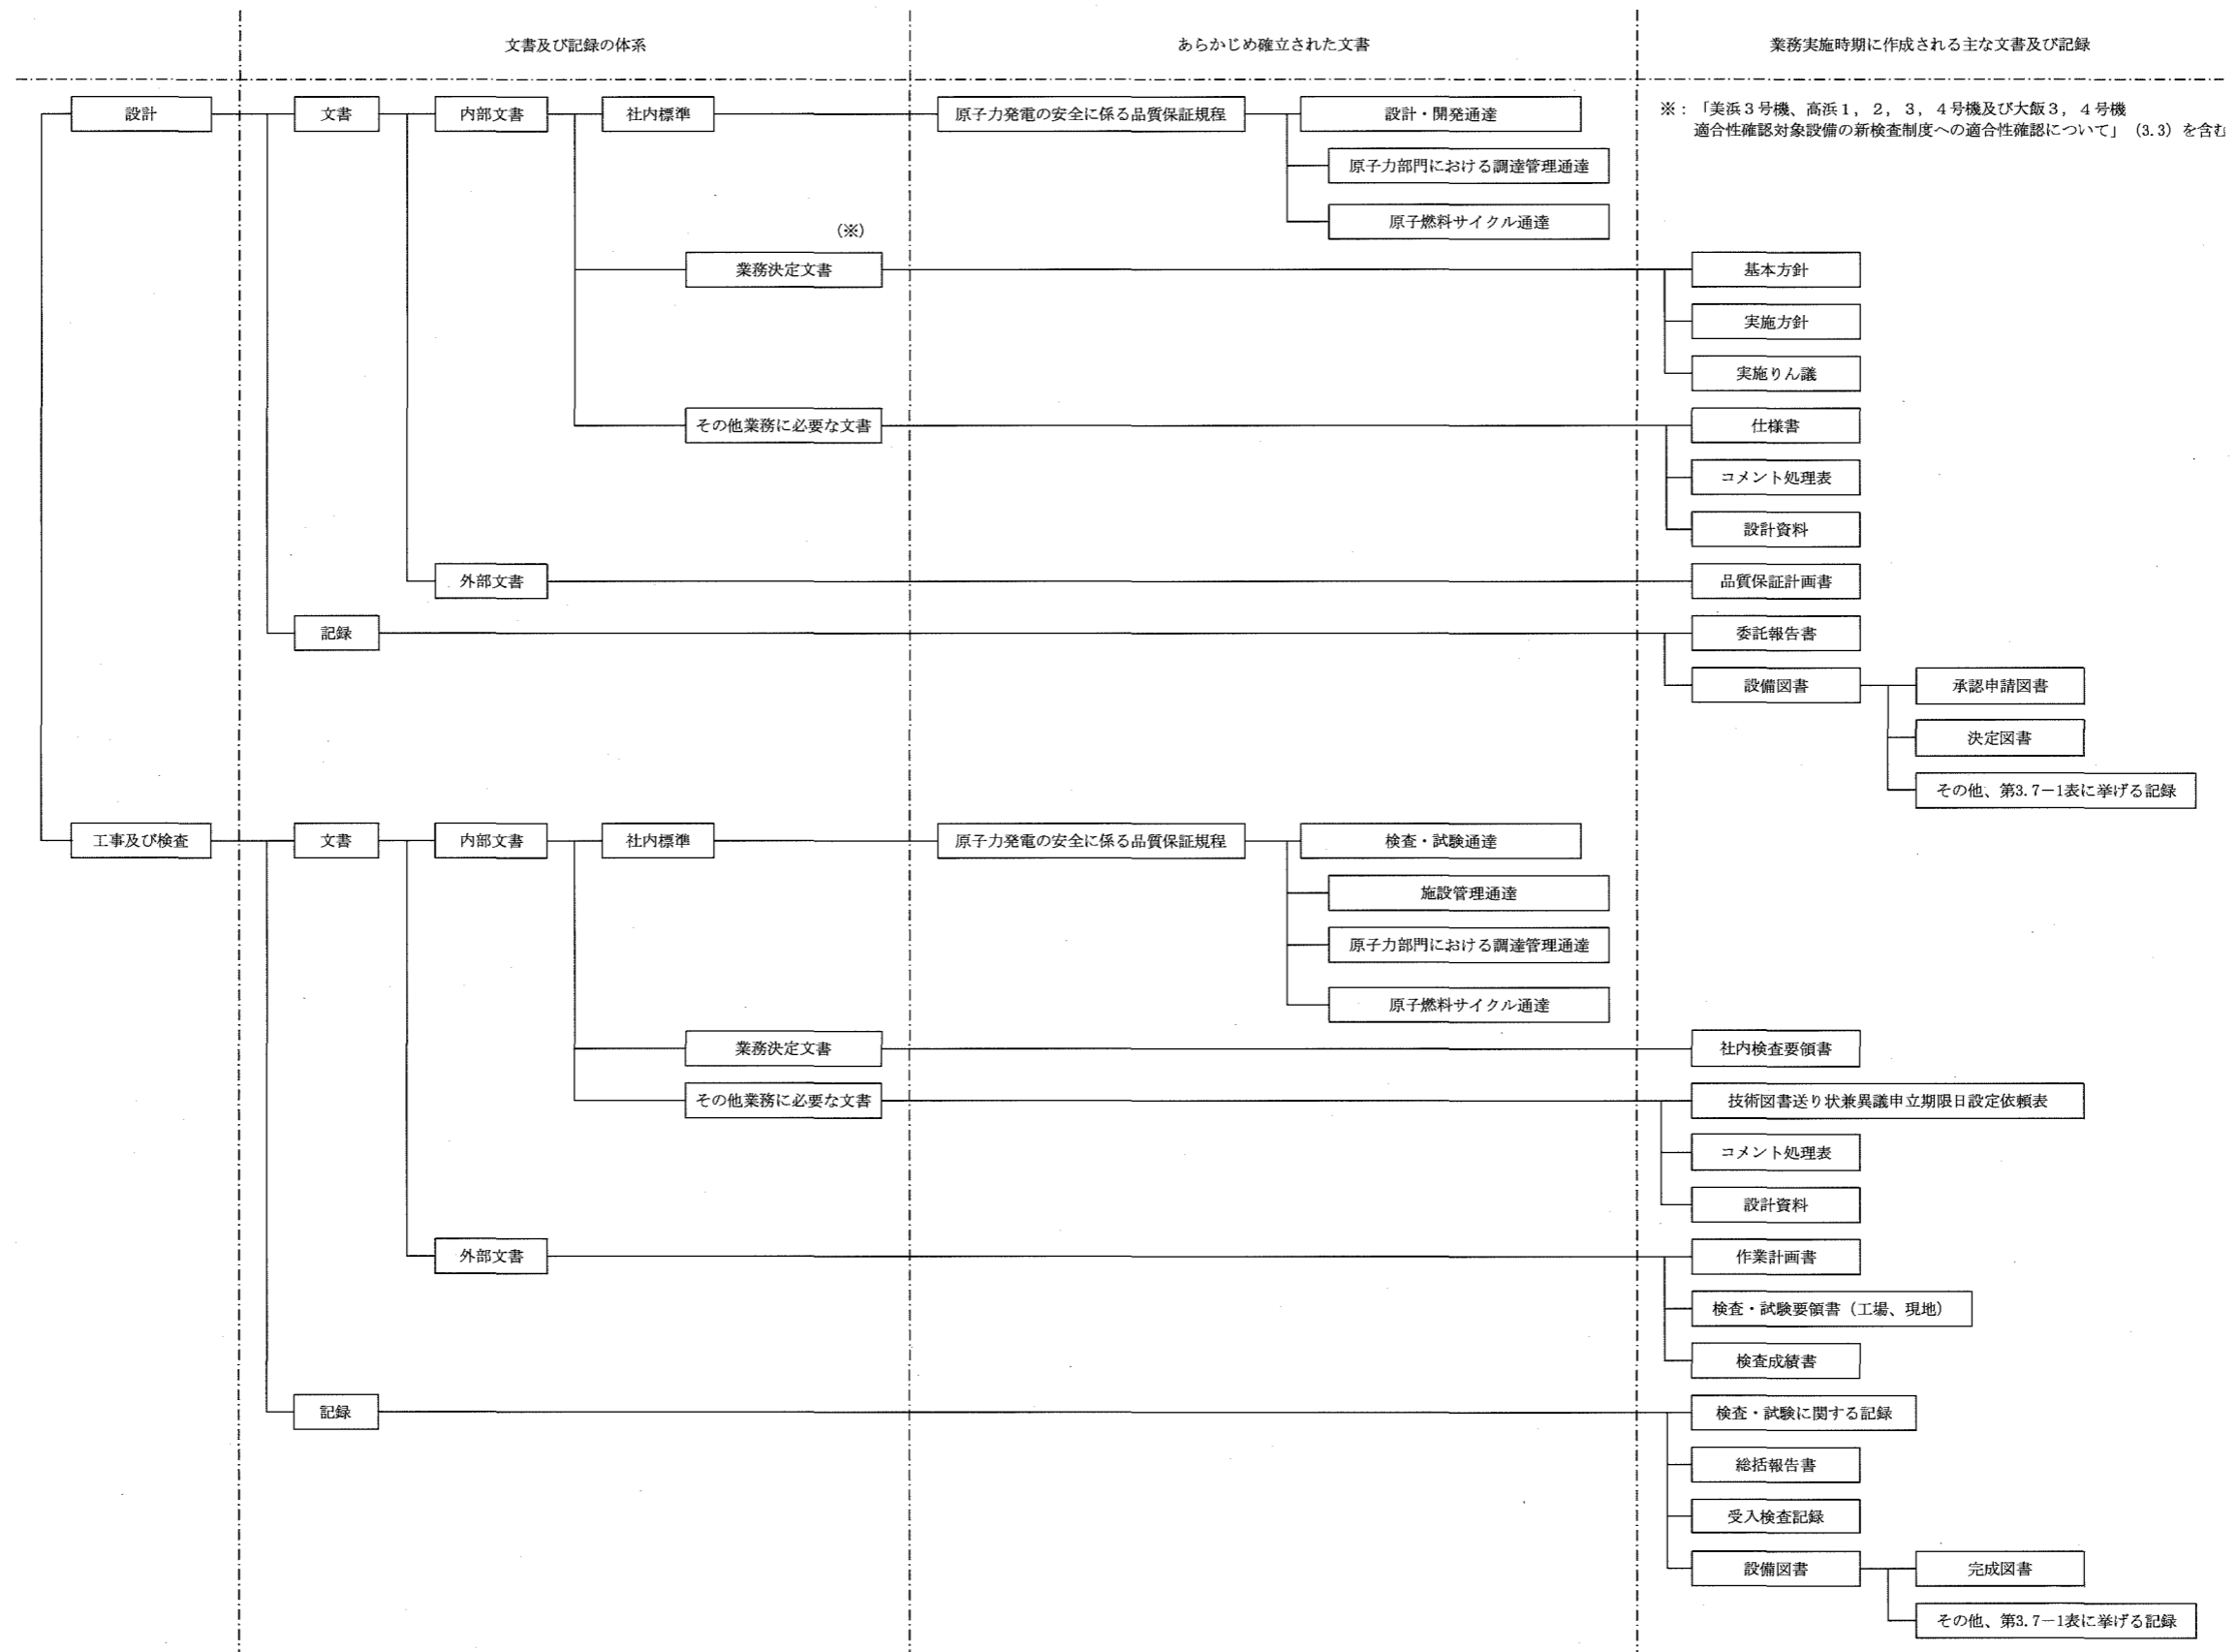 文書及び記録の体系
あらかじめ確立された文書
業務実施時期に作成される主な文書及び記録
設計
文書
内部文書
社内標準
原子力発電の安全に係る品質保証規程
設計・開発通達
※：「美浜３号機、高浜１，２，３，４号機及び大飯３，４号機
適合性確認対象設備の新検査制度への適合性確認について」（3.3）を含む
原子力部門における調達管理通達
原子燃料サイクル通達
（※）
業務決定文書
基本方針
実施方針
実施りん議
その他業務に必要な文書
仕様書
コメント処理表
設計資料
外部文書
品質保証計画書
記録
委託報告書
設備図書
承認申請図書
決定図書
その他、第3.7－1表に挙げる記録
工事及び検査
文書
内部文書
社内標準
原子力発電の安全に係る品質保証規程
検査・試験通達
施設管理通達
原子力部門における調達管理通達
原子燃料サイクル通達
業務決定文書
社内検査要領書
その他業務に必要な文書
技術図書送り状兼異議申立期限日設定依頼表
コメント処理表
設計資料
外部文書
作業計画書
検査・試験要領書（工場、現地）
検査成績書
記録
検査・試験に関する記録
総括報告書
受入検査記録
設備図書
完成図書
その他、第3.7－1表に挙げる記録